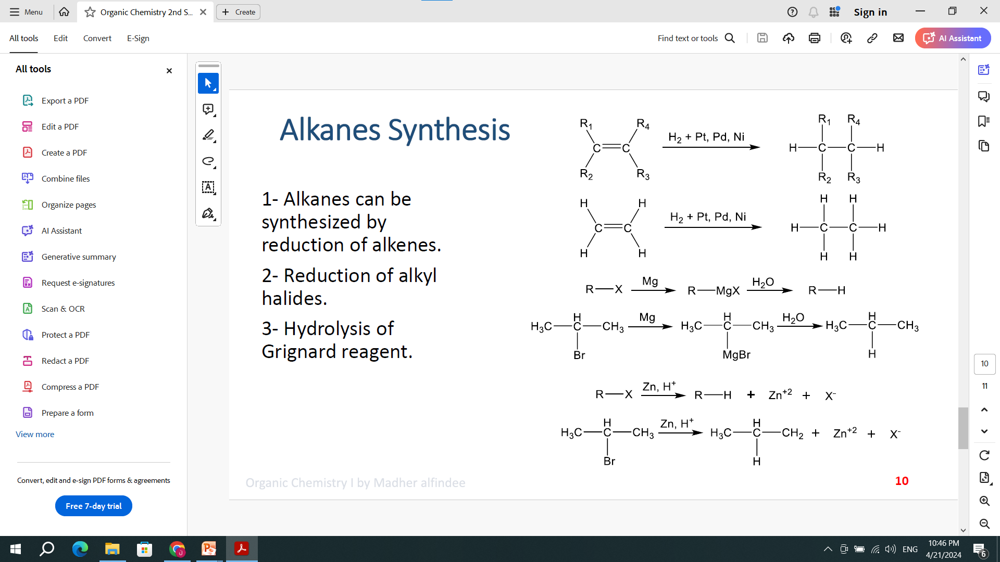 Menu
Organic Chemistry 2nd S...
Create
Sign in
All tools
Edit
Convert
E-Sign
Find text or tools
AI Assistant
All tools
Export a PDF
Edit a PDF
Create a PDF
Combine files
Organize pages
AI Assistant
Generative summary
Request e-signatures
Scan & OCR
Protect a PDF
Redact a PDF
Compress a PDF
Prepare a form
View more
Convert, edit and e-sign PDF forms & agreements
Free 7-day trial
Alkanes Synthesis
1- Alkanes can be
synthesized by
reduction of alkenes.
2- Reduction of alkyl
halides.
3- Hydrolysis of
Grignard reagent.
R₁ R₄ R₁ R₄
H₂ + Pt, Pd, Ni
C C H C C H
R₂ R₃ R₂ R₃
H H H H
H₂ + Pt, Pd, Ni
C C H C C H
H H H H
R—X Mg R—MgX H₂O R—H
H H H
H₃C—C—CH₃ Mg H₃C—C—CH₃ H₂O H₃C—C—CH₃
Br MgBr H
R—X Zn, H⁺ R—H + Zn⁺² + X⁻
H H
H₃C—C—CH₃ Zn, H⁺ H₃C—C—CH₂ + Zn⁺² + X⁻
Br H
Organic Chemistry I by Madher alfindee
10
10
11
ENG
10:46 PM
4/21/2024
6